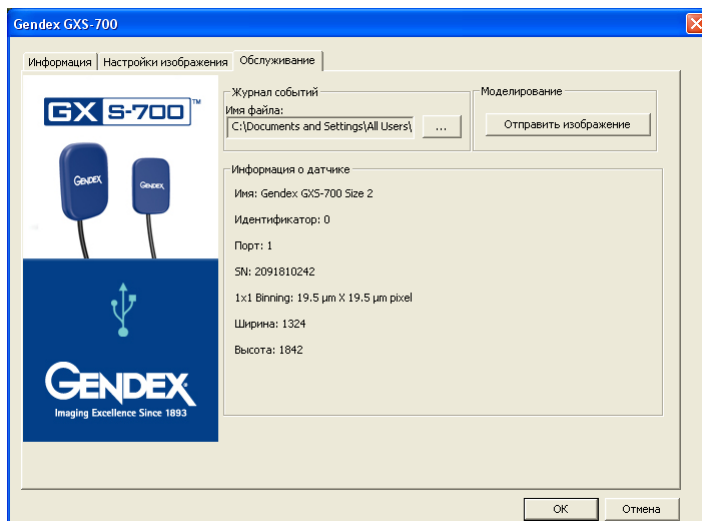 Gendex GXS-700
Информация
Настройки изображения
Обслуживание
GX S-700™
GENDEX
GENDEX
GENDEX
Imaging Excellence Since 1893
Журнал событий
Имя файла:
C:\Documents and Settings\All Users\
...
Моделирование
Отправить изображение
Информация о датчике
Имя: Gendex GXS-700 Size 2
Идентификатор: 0
Порт: 1
SN: 2091810242
1x1 Binning: 19.5 µm X 19.5 µm pixel
Ширина: 1324
Высота: 1842
OK
Отмена